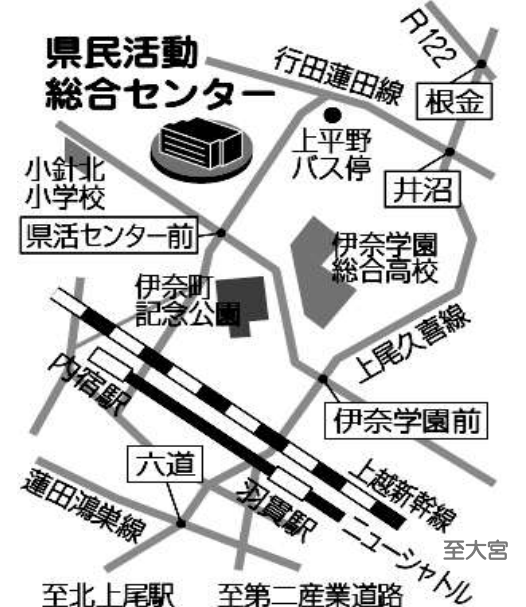 県民活動
総合センター
R122
行田蓮田線
根金
上平野
バス停
井沼
小針北
小学校
県活センター前
伊奈学園
総合高校
伊奈町
記念公園
上尾久喜線
内宿駅
伊奈学園前
六道
蓮田鴻巣線
羽貫駅
上越新幹線
ニューシャトル
至大宮
至北上尾駅
至第二産業道路